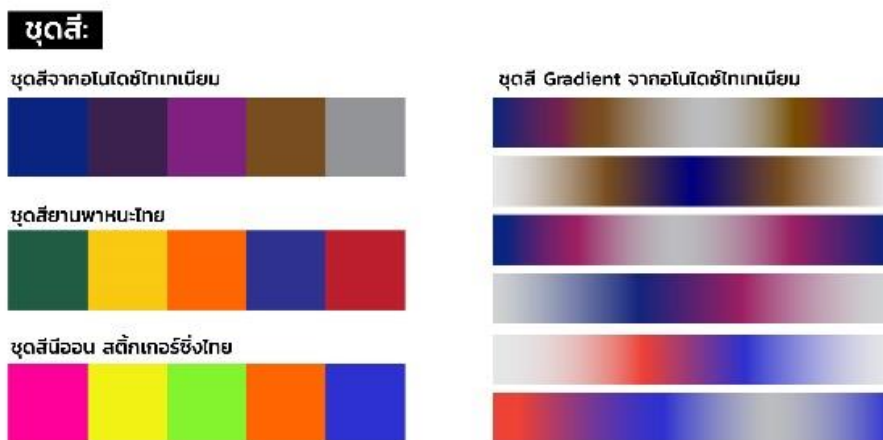 ชุดสี:
ชุดสีจากอโนไดซ์ไทเทเนียม
ชุดสียานพาหนะไทย
ชุดสีนีออน สติ้กเกอร์ซิ่งไทย
ชุดสี Gradient จากอโนไดซ์ไทเทเนียม